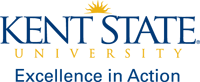 KENT STATE®
UNIVERSITY
Excellence in Action